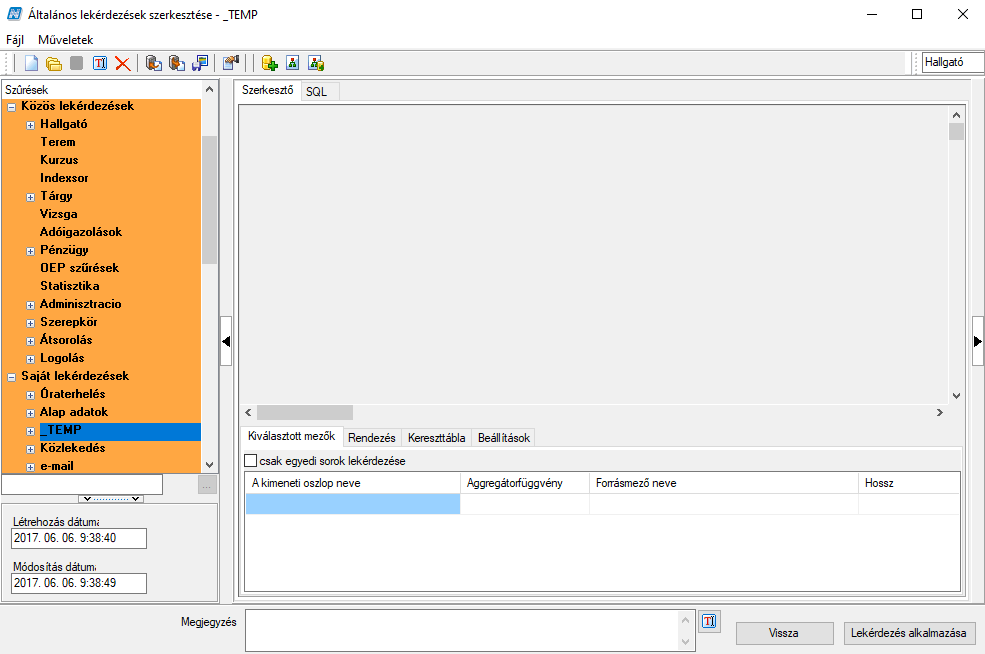 Általános lekérdezések szerkesztése - _TEMP
Fájl Műveletek
Hallgató
Szűrések
Közös lekérdezések
Hallgató
Terem
Kurzus
Indexsor
Tárgy
Vizsga
Adóigazolások
Pénzügy
OEP szűrések
Statisztika
Adminisztracio
Szerepkör
Átsorolás
Logolás
Saját lekérdezések
Óraterhelés
Alap adatok
_TEMP
Közlekedés
e-mail
...
Létrehozás dátuma
2017. 06. 06. 9:38:40
Módosítás dátuma
2017. 06. 06. 9:38:49
Szerkesztő SQL
Kiválasztott mezők Rendezés Kereszttábla Beállítások
csak egyedi sorok lekérdezése
A kimeneti oszlop neve Aggregátorfüggvény Forrásmező neve Hossz
Megjegyzés
Vissza Lekérdezés alkalmazása